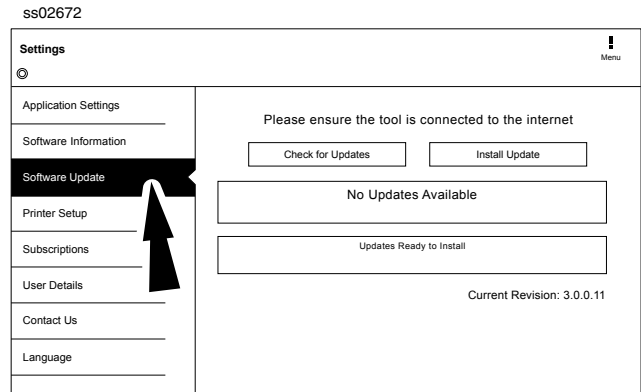 ss02672
Settings
Menu
Application Settings
Software Information
Software Update
Printer Setup
Subscriptions
User Details
Contact Us
Language
Please ensure the tool is connected to the internet
Check for Updates
Install Update
No Updates Available
Updates Ready to Install
Current Revision: 3.0.0.11